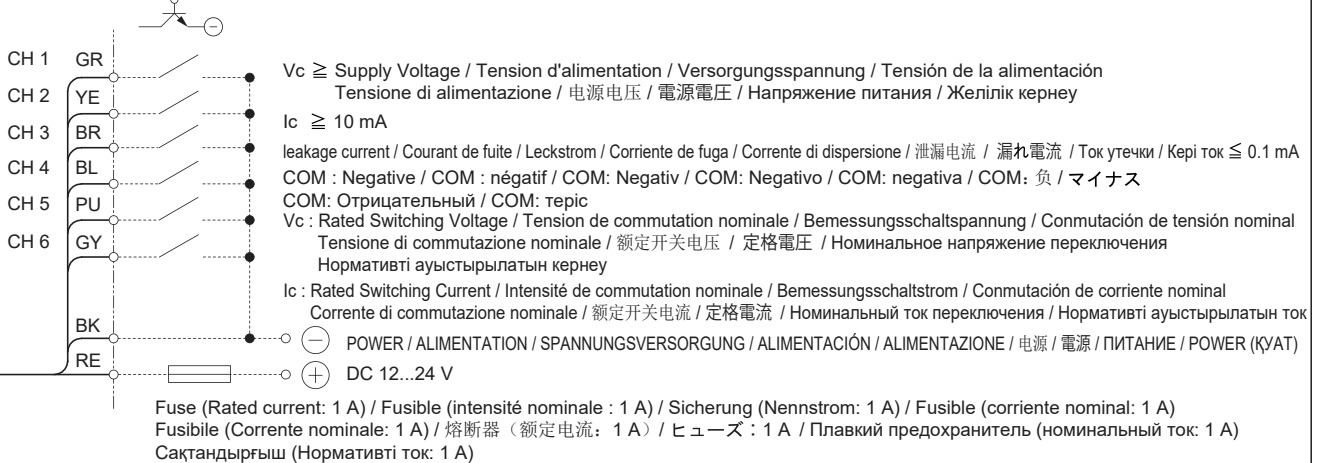 CH 1 GR
CH 2 YE
CH 3 BR
CH 4 BL
CH 5 PU
CH 6 GY
BK
RE
Vc ≧ Supply Voltage / Tension d'alimentation / Versorgungsspannung / Tensión de la alimentación
Tensione di alimentazione / 电源电压 / 電源電圧 / Напряжение питания / Желілік кернеу
Ic ≧ 10 mA
leakage current / Courant de fuite / Leckstrom / Corriente de fuga / Corrente di dispersione / 泄漏电流 / 漏れ電流 / Ток утечки / Кері ток ≦ 0.1 mA
COM : Negative / COM : négatif / COM: Negativ / COM: Negativo / COM: negativa / COM: 负 / マイナス
COM: Отрицательный / COM: теріс
Vc : Rated Switching Voltage / Tension de commutation nominale / Bemessungsschaltspannung / Conmutación de tensión nominal
Tensione di commutazione nominale / 额定开关电压 / 定格電圧 / Номинальное напряжение переключения
Нормативті ауыстырылатын кернеу
Ic : Rated Switching Current / Intensité de commutation nominale / Bemessungsschaltstrom / Conmutación de corriente nominal
Corrente di commutazione nominale / 额定开关电流 / 定格電流 / Номинальный ток переключения / Нормативті ауыстырылатын ток
POWER / ALIMENTATION / SPANNUNGSVERSORGUNG / ALIMENTACIÓN / ALIMENTAZIONE / 电源 / 電源 / ПИТАНИЕ / POWER (ҚУАТ)
DC 12...24 V
Fuse (Rated current: 1 A) / Fusible (intensité nominale : 1 A) / Sicherung (Nennstrom: 1 A) / Fusible (corriente nominal: 1 A)
Fusibile (Corrente nominale: 1 A) / 熔断器（额定电流：1 A）/ ヒューズ：1 A / Плавкий предохранитель (номинальный ток: 1 A)
Сақтандырғыш (Нормативті ток: 1 A)